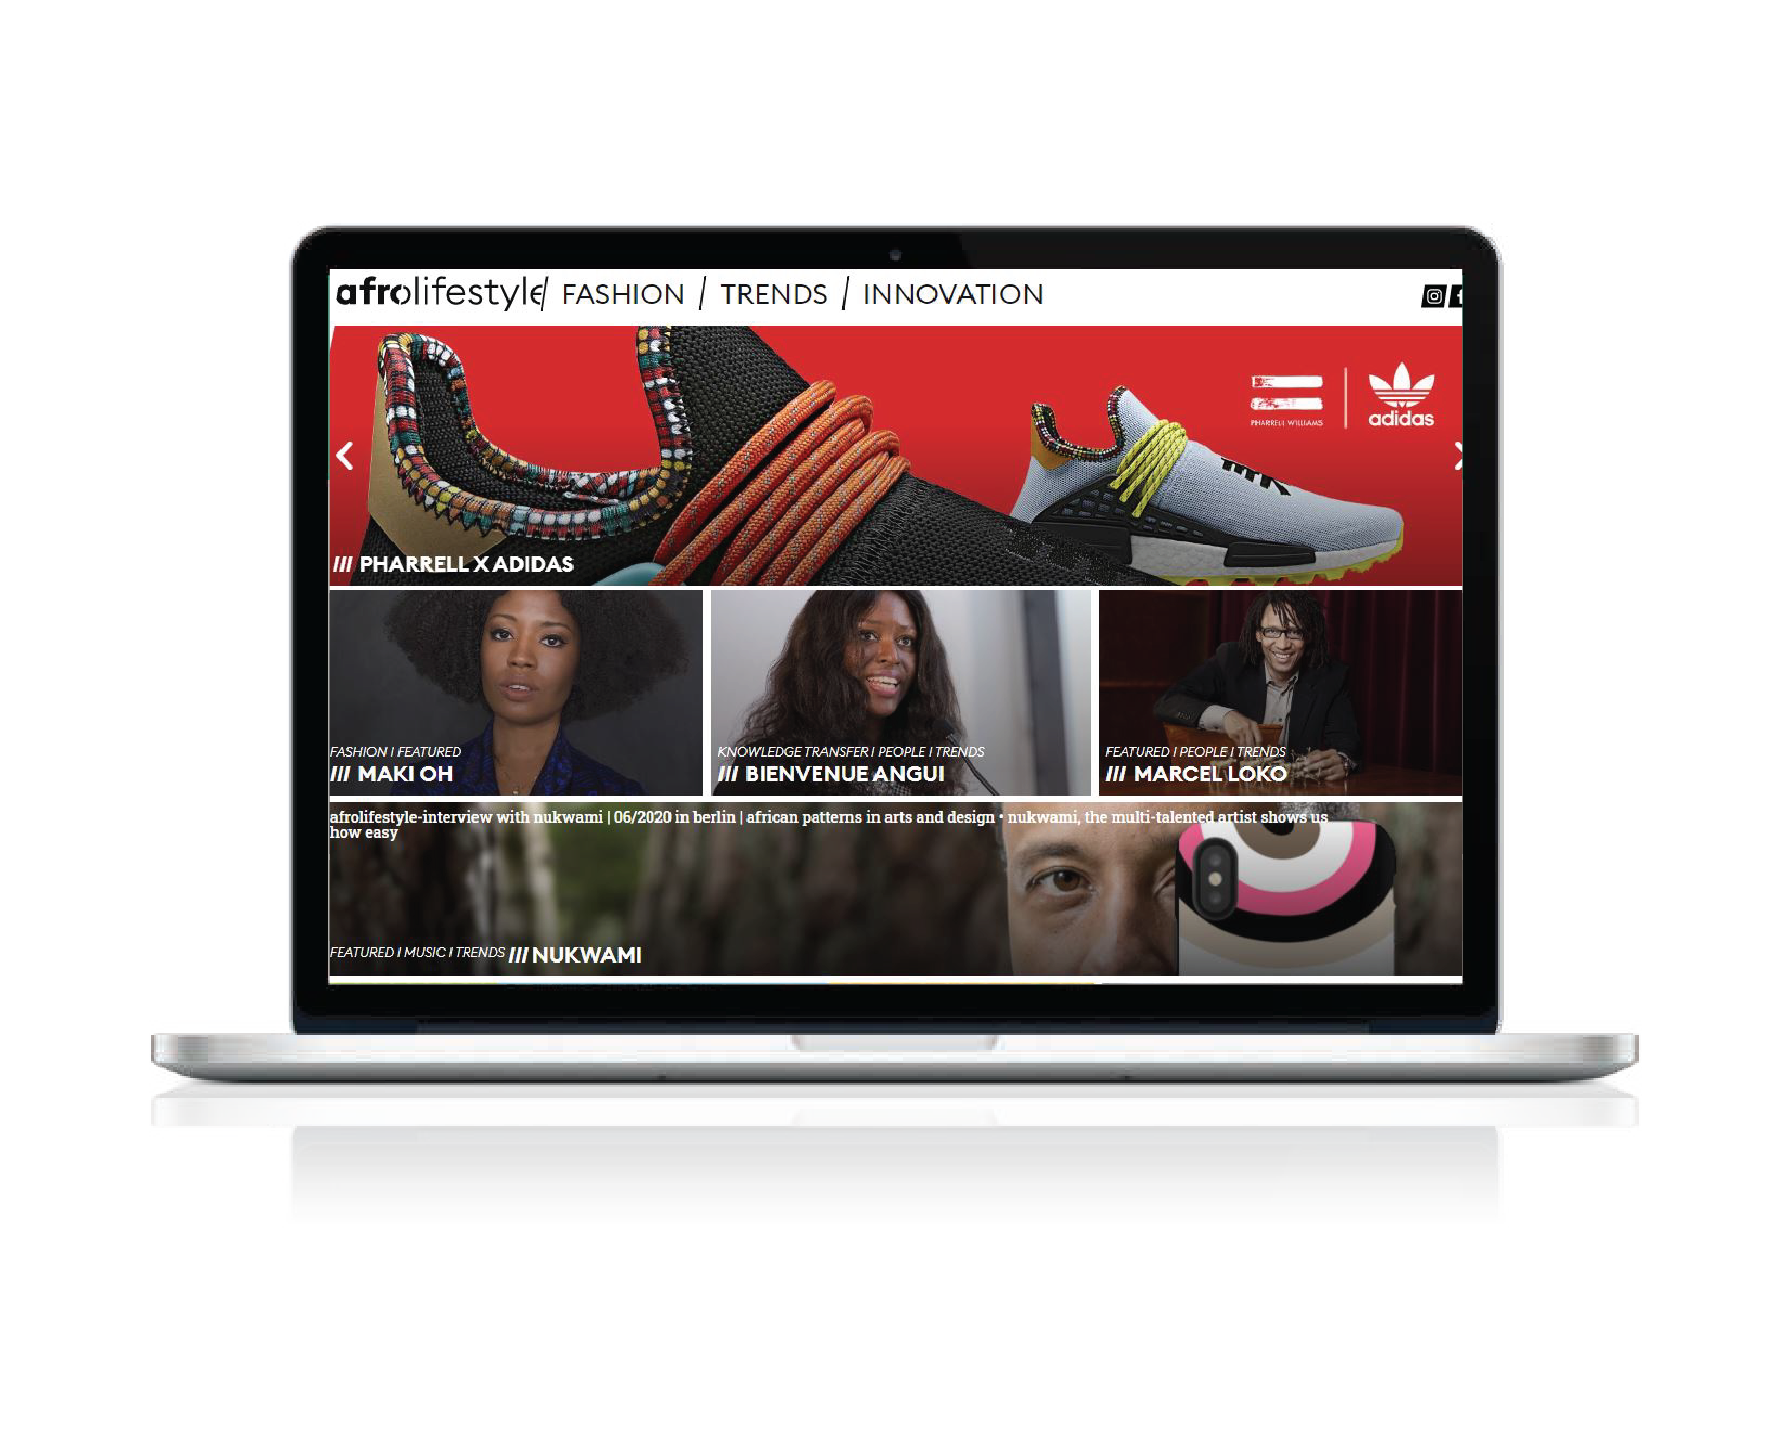 afrolifestyle/ FASHION / TRENDS / INNOVATION
PHARRELL WILLIAMS
adidas
/// PHARRELL X ADIDAS
FASHION | FEATURED
/// MAKI OH
KNOWLEDGE TRANSFER | PEOPLE | TRENDS
/// BIENVENUE ANGUI
FEATURED | PEOPLE | TRENDS
/// MARCEL LOKO
afrolifestyle-interview with nukwami | 06/2020 in berlin | african patterns in arts and design • nukwami, the multi-talented artist shows us
how easy
FEATURED | MUSIC | TRENDS /// NUKWAMI